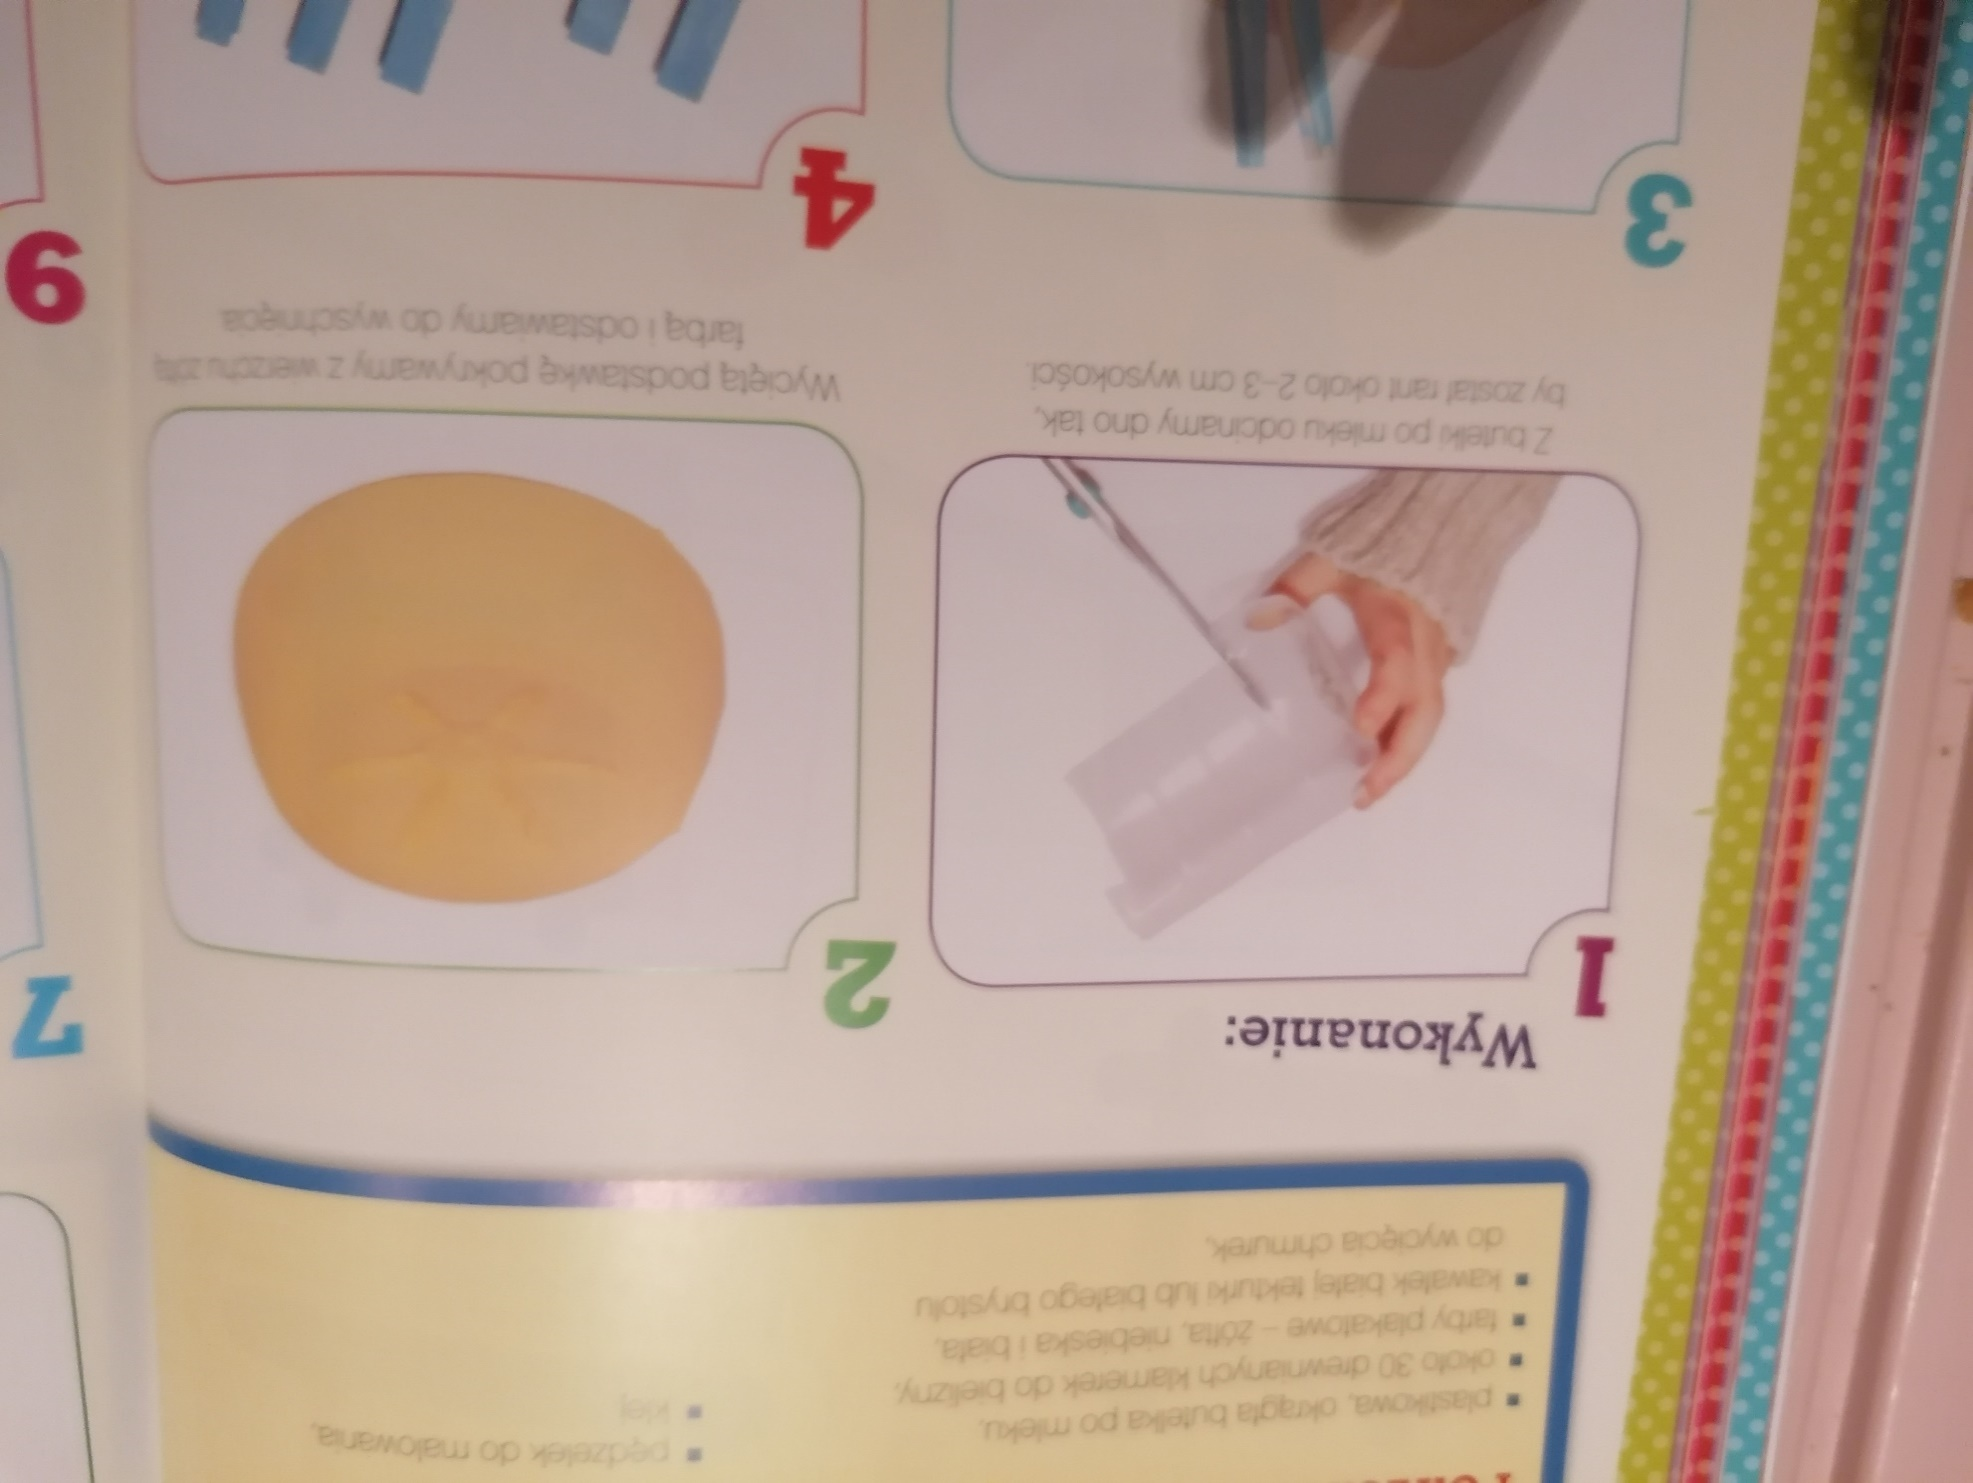 plastikowa, okrągła butelka po mleku,
około 30 drewnianych klamerek do bielizny,
farby plakatowe – żółta, niebieska i biała,
kawałek białej tekturki lub białego brystolu
do wycięcia chmurek,
pędzelek do malowania,
klej
Wykonanie:
1
Z butelki po mleku odcinamy dno tak,
by został rant około 2–3 cm wysokości.
2
Wyciętą podstawkę pokrywamy z wierzchu żółtą
farbą i odstawiamy do wyschnięcia
3
4
7